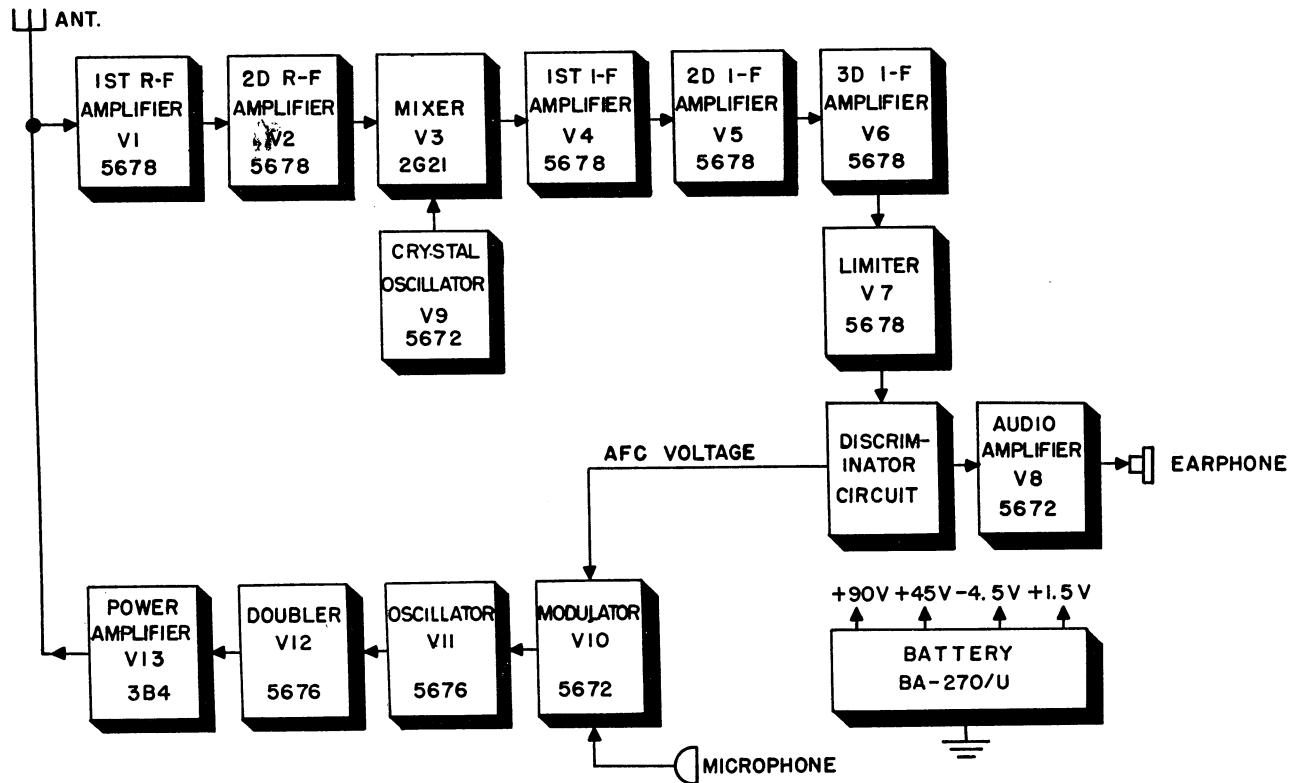 ANT.
1ST R-F
AMPLIFIER
V1
5678
2D R-F
AMPLIFIER
V2
5678
MIXER
V3
2G21
1ST I-F
AMPLIFIER
V4
5678
2D I-F
AMPLIFIER
V5
5678
3D I-F
AMPLIFIER
V6
5678
CRYSTAL
OSCILLATOR
V9
5672
LIMITER
V7
5678
DISCRIM-
INATOR
CIRCUIT
AUDIO
AMPLIFIER
V8
5672
EARPHONE
AFC VOLTAGE
POWER
AMPLIFIER
V13
3B4
DOUBLER
V12
5676
OSCILLATOR
V11
5676
MODULATOR
V10
5672
MICROPHONE
+90V +45V -4.5V +1.5V
BATTERY
BA-270/U